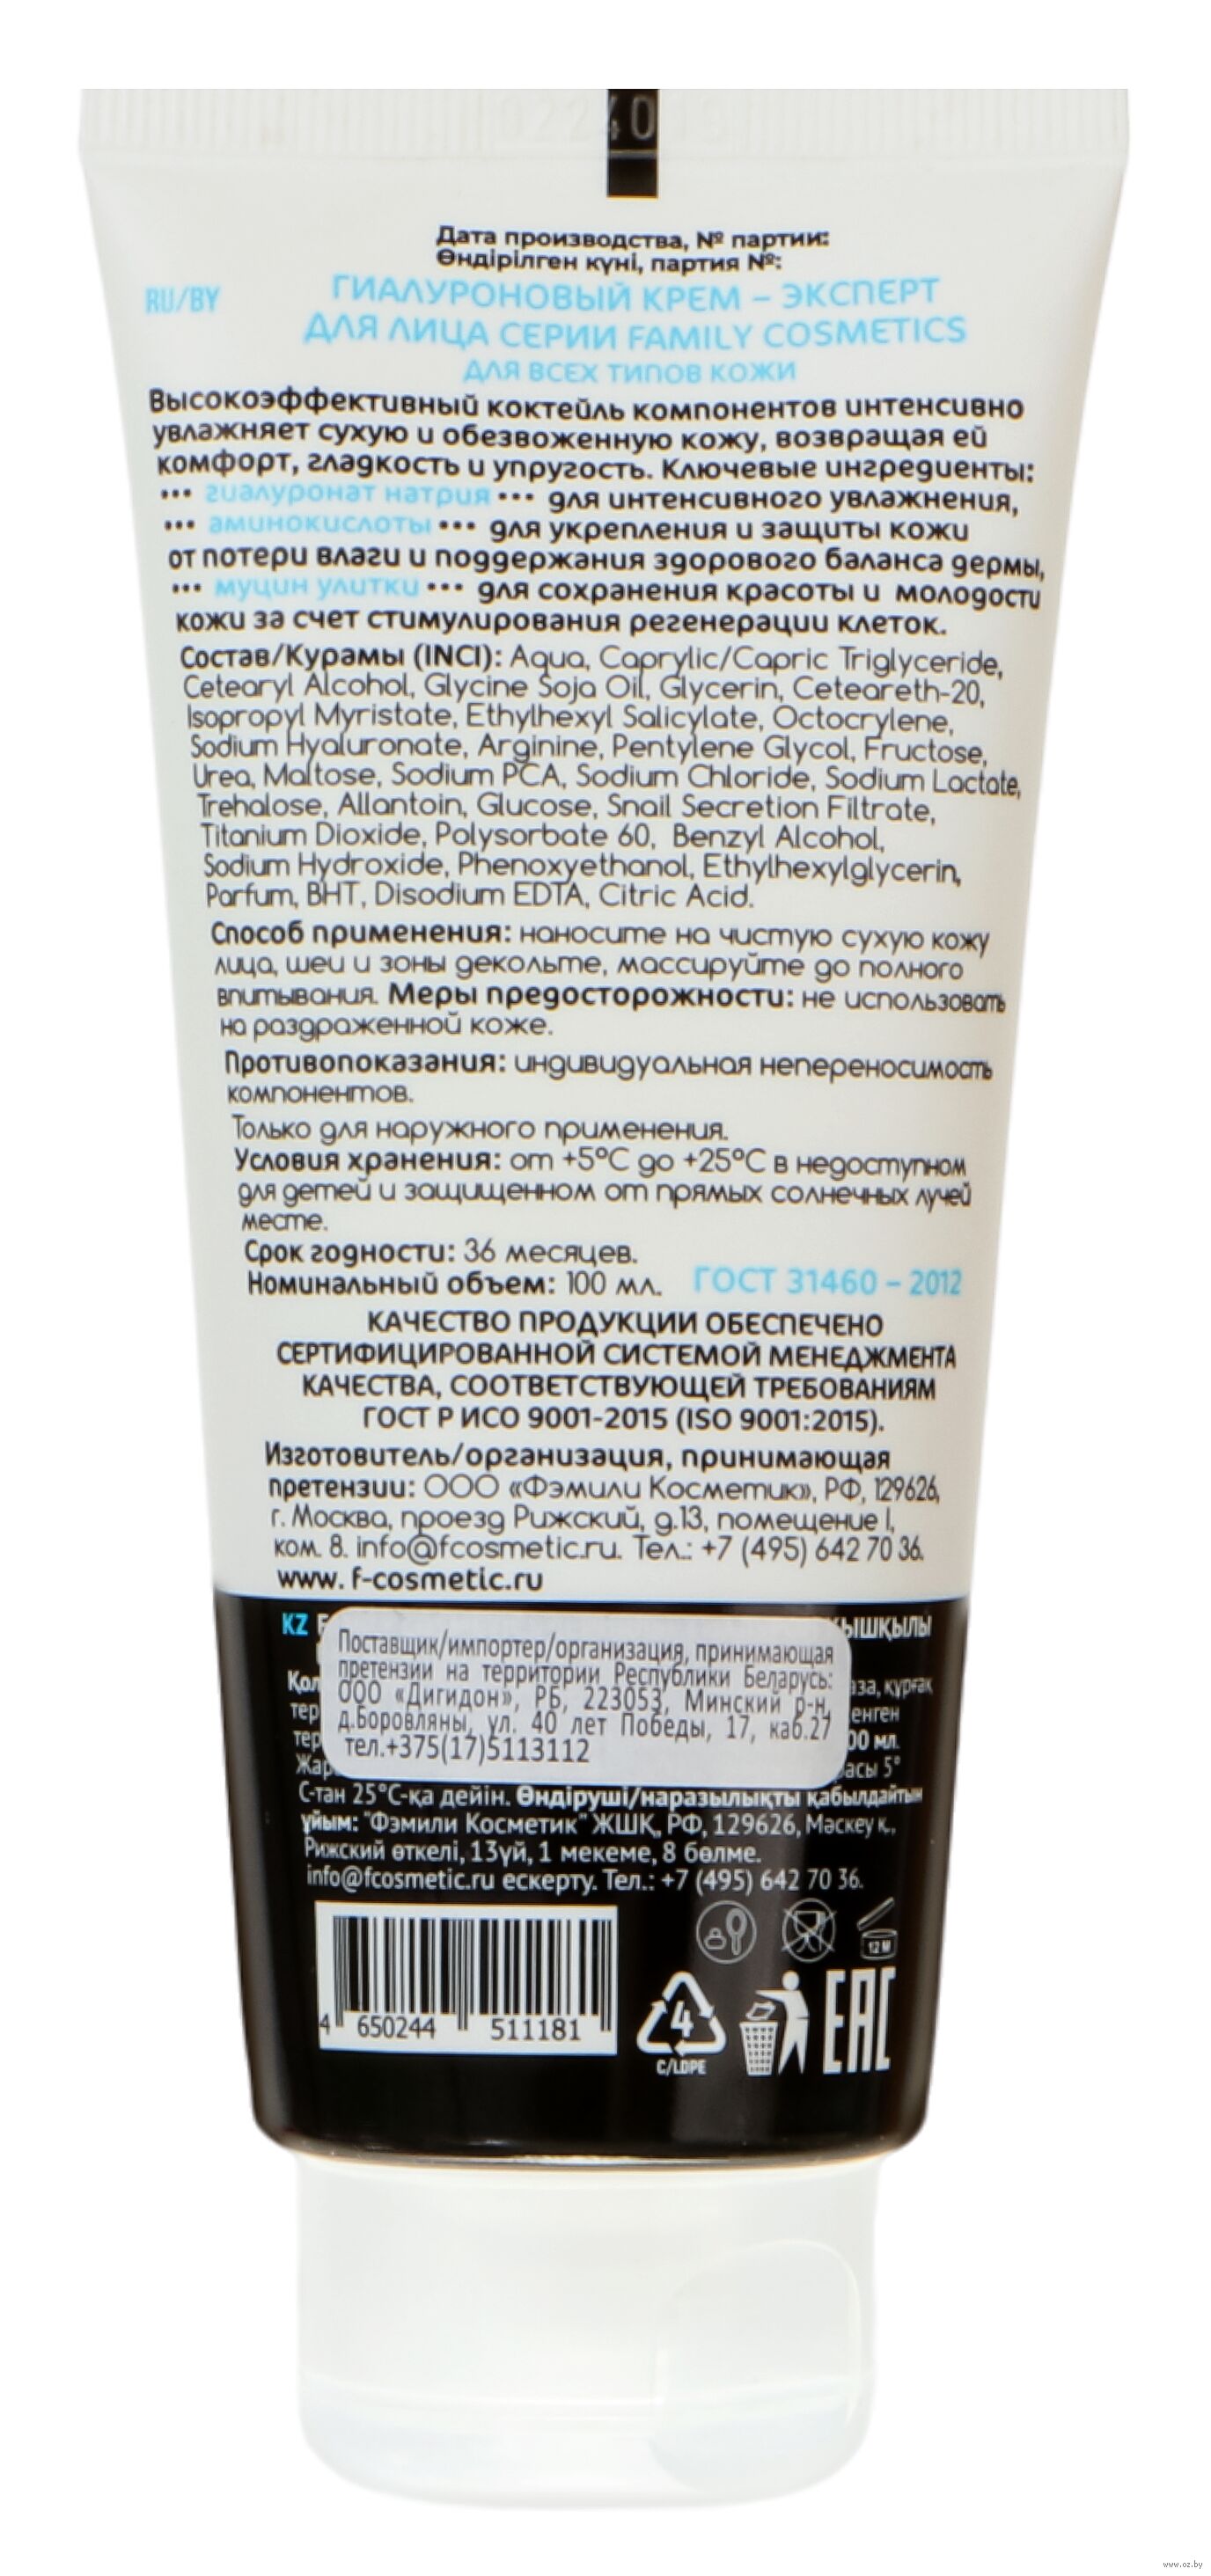 Дата производства, № партии:
Өндірілген күні, партия №:
RU/BY
ГИАЛУРОНОВЫЙ КРЕМ – ЭКСПЕРТ
ДЛЯ ЛИЦА СЕРИИ FAMILY COSMETICS
ДЛЯ ВСЕХ ТИПОВ КОЖИ
Высокоэффективный коктейль компонентов интенсивно
увлажняет сухую и обезвоженную кожу, возвращая ей
комфорт, гладкость и упругость. Ключевые ингредиенты:
••• гиалуронат натрия ••• для интенсивного увлажнения,
••• аминокислоты ••• для укрепления и защиты кожи
от потери влаги и поддержания здорового баланса дермы,
••• муцин улитки ••• для сохранения красоты и молодости
кожи за счет стимулирования регенерации клеток.
Состав/Курамы (INCI): Aqua, Caprylic/Capric Triglyceride,
Cetearyl Alcohol, Glycine Soja Oil, Glycerin, Ceteareth-20,
Isopropyl Myristate, Ethylhexyl Salicylate, Octocrylene,
Sodium Hyaluronate, Arginine, Pentylene Glycol, Fructose,
Urea, Maltose, Sodium PCA, Sodium Chloride, Sodium Lactate,
Trehalose, Allantoin, Glucose, Snail Secretion Filtrate,
Titanium Dioxide, Polysorbate 60, Benzyl Alcohol,
Sodium Hydroxide, Phenoxyethanol, Ethylhexylglycerin,
Parfum, BHT, Disodium EDTA, Citric Acid.
Способ применения: наносите на чистую сухую кожу
лица, шеи и зоны декольте, массируйте до полного
впитывания. Меры предосторожности: не использовать
на раздраженной коже.
Противопоказания: индивидуальная непереносимость
компонентов.
Только для наружного применения.
Условия хранения: от +5°С до +25°С в недоступном
для детей и защищенном от прямых солнечных лучей
месте.
Срок годности: 36 месяцев.
Номинальный объем: 100 мл. ГОСТ 31460 – 2012
КАЧЕСТВО ПРОДУКЦИИ ОБЕСПЕЧЕНО
СЕРТИФИЦИРОВАННОЙ СИСТЕМОЙ МЕНЕДЖМЕНТА
КАЧЕСТВА, СООТВЕТСТВУЮЩЕЙ ТРЕБОВАНИЯМ
ГОСТ Р ИСО 9001-2015 (ISO 9001:2015).
Изготовитель/организация, принимающая
претензии: ООО «Фэмили Косметик», РФ, 129626,
г. Москва, проезд Рижский, д.13, помещение I,
ком. 8. info@fcosmetic.ru. Тел.: +7 (495) 642 70 36.
www. f-cosmetic.ru
KZ
Поставщик/импортер/организация, принимающая
претензии на территории Республики Беларусь:
ООО «Дигидон», РБ, 223053, Минский р-н,
д.Боровляны, ул. 40 лет Победы, 17, каб.27
тел.+375(17)5113112
құрғақ
мл.
5°
С-тан 25°С-қа дейін. Өндіруші/наразылықты қабылдайтын
ұйым: "Фэмили Косметик" ЖШҚ, РФ, 129626, Мәскеу қ.,
Рижский өткелі, 13үй, 1 мекеме, 8 бөлме.
info@fcosmetic.ru ескерту. Тел.: +7 (495) 642 70 36.
12 M
4 650244 511181
4
C/LDPE
EAC
www.oz.by